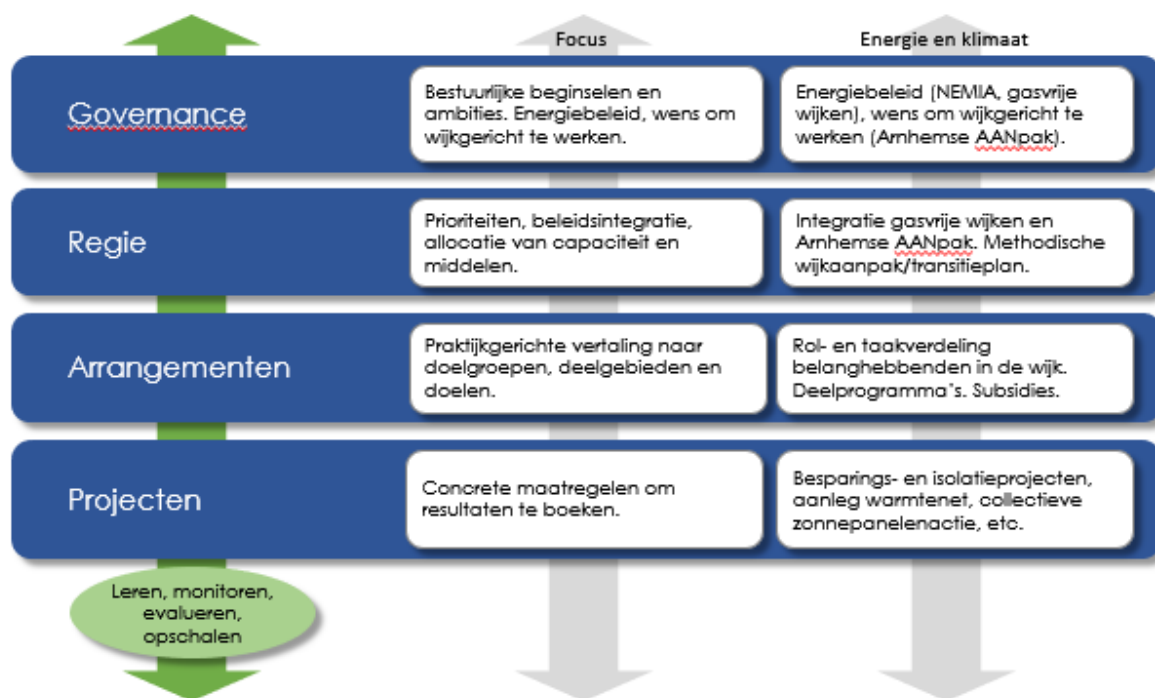 Focus
Energie en klimaat
Governance
Bestuurlijke beginselen en
ambities. Energiebeleid, wens om
wijkgericht te werken.
Energiebeleid (NEMIA, gasvrije
wijken), wens om wijkgericht te
werken (Arnhemse AANpak).
Regie
Prioriteiten, beleidsintegratie,
allocatie van capaciteit en
middelen.
Integratie gasvrije wijken en
Arnhemse AANpak. Methodische
wijkaanpak/transitieplan.
Arrangementen
Praktijkgerichte vertaling naar
doelgroepen, deelgebieden en
doelen.
Rol- en taakverdeling
belanghebbenden in de wijk.
Deelprogramma's. Subsidies.
Projecten
Concrete maatregelen om
resultaten te boeken.
Besparings- en isolatieprojecten,
aanleg warmtenet, collectieve
zonnepanelenactie, etc.
Leren, monitoren,
evalueren,
opschalen